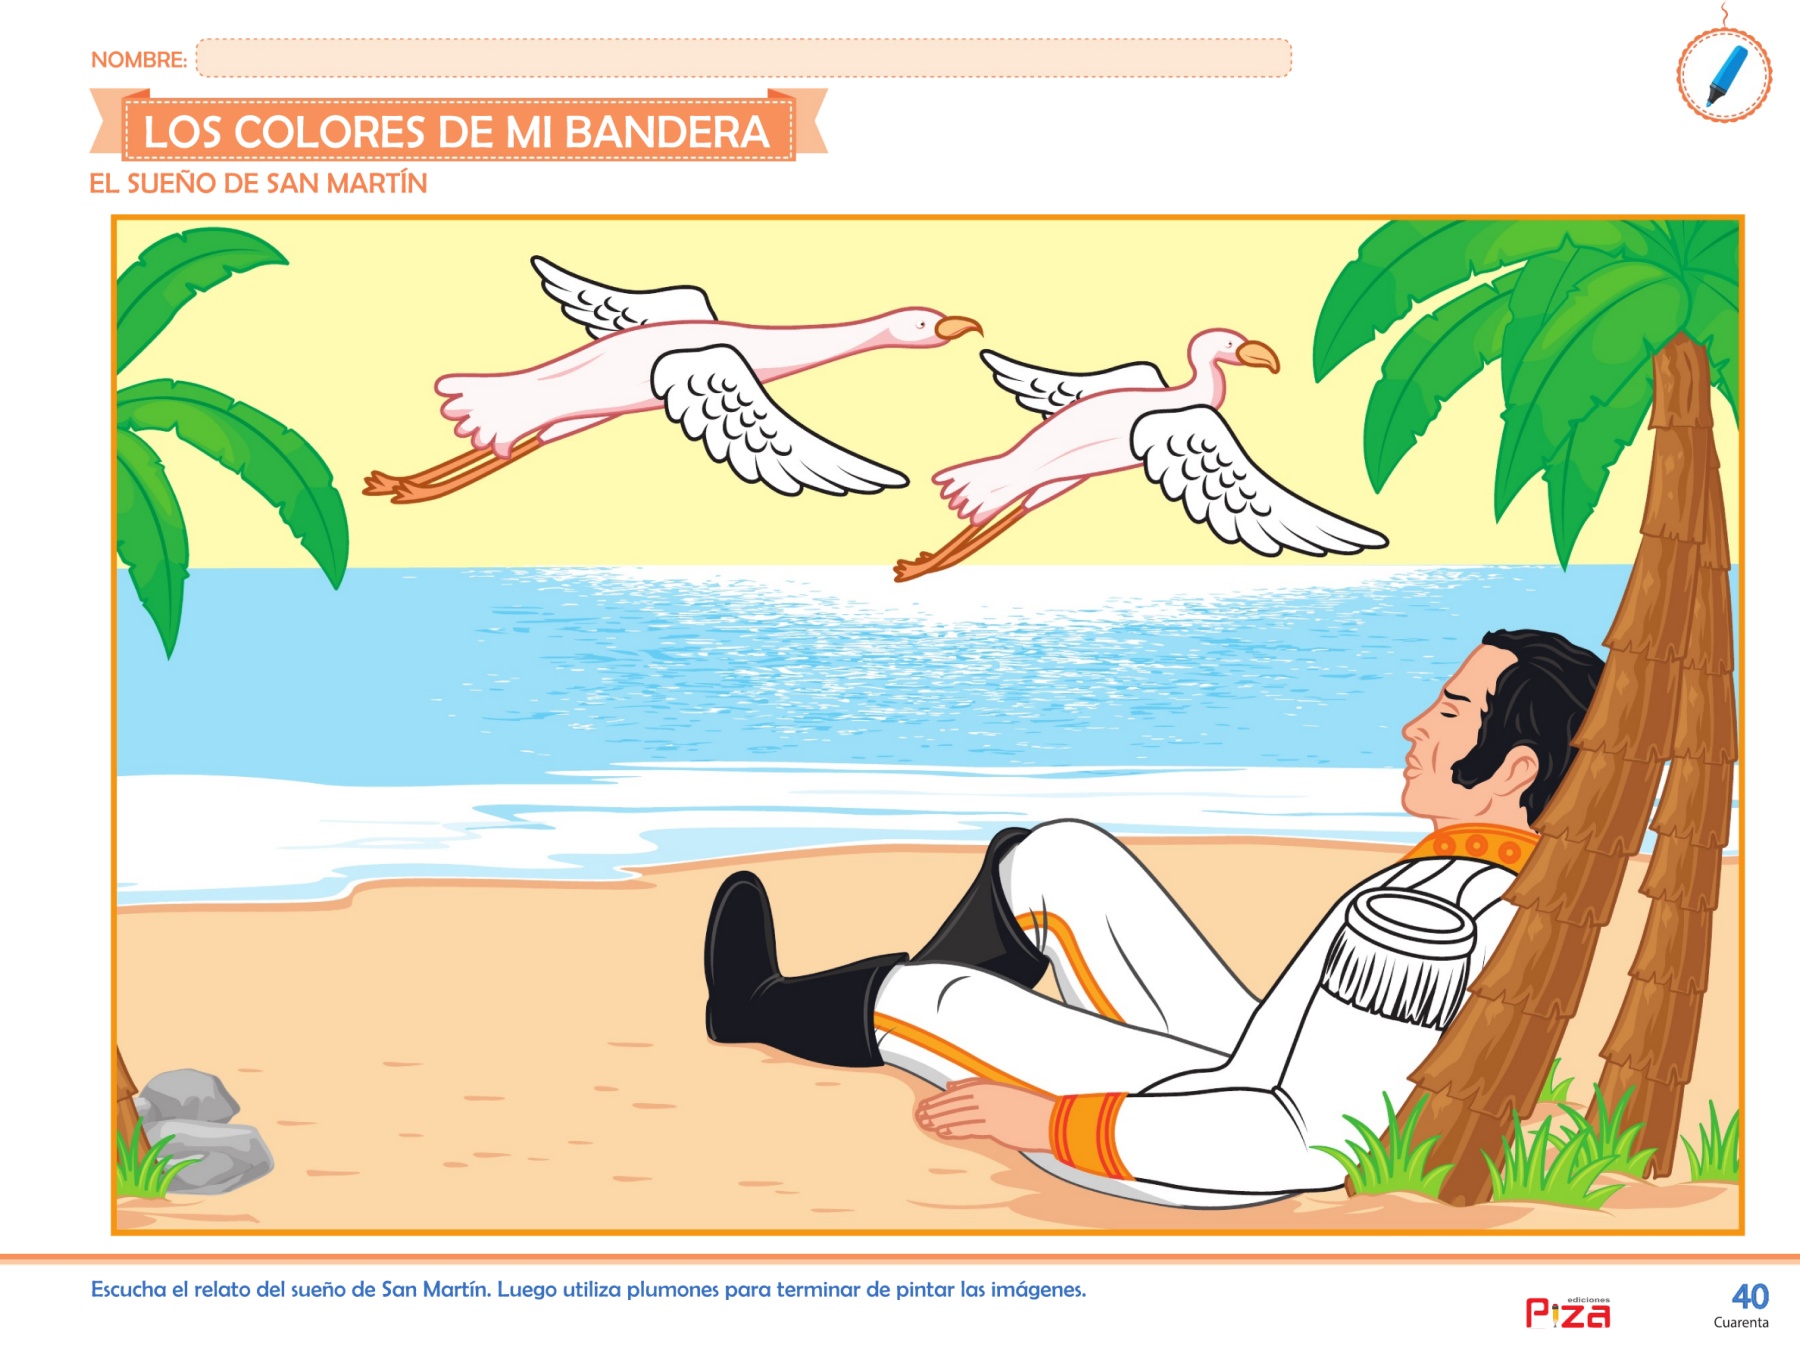 NOMBRE:
LOS COLORES DE MI BANDERA
EL SUEÑO DE SAN MARTÍN
Escucha el relato del sueño de San Martín. Luego utiliza plumones para terminar de pintar las imágenes.
ediciones
Piza
40
Cuarenta